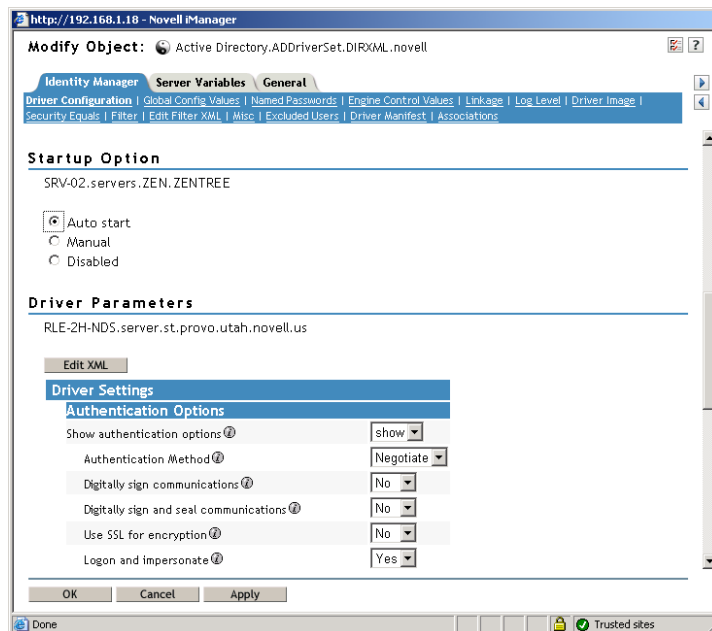 http://192.168.1.18 - Novell iManager
Modify Object: Active Directory.ADDriverSet.DIRXML.novell
?
Identity Manager Server Variables General
Driver Configuration | Global Config Values | Named Passwords | Engine Control Values | Linkage | Log Level | Driver Image |
Security Equals | Filter | Edit Filter XML | Misc | Excluded Users | Driver Manifest | Associations
Startup Option
SRV-02.servers.ZEN.ZENTREE
Auto start
Manual
Disabled
Driver Parameters
RLE-2H-NDS.server.st.provo.utah.novell.us
Edit XML
Driver Settings
Authentication Options
Show authentication options show
Authentication Method Negotiate
Digitally sign communications No
Digitally sign and seal communications No
Use SSL for encryption No
Logon and impersonate Yes
OK Cancel Apply
Done Trusted sites